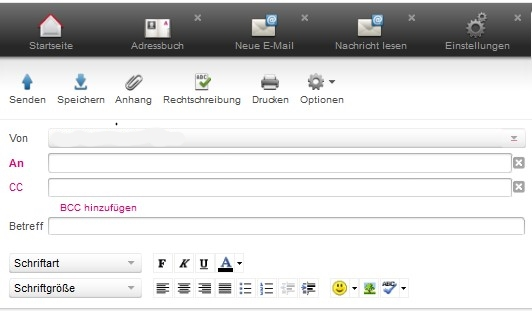 Startseite Adressbuch Neue E-Mail Nachricht lesen Einstellungen
Senden Speichern Anhang Rechtschreibung Drucken Optionen
Von
An
CC
BCC hinzufügen
Betreff
Schriftart F K U A
Schriftgröße ABC